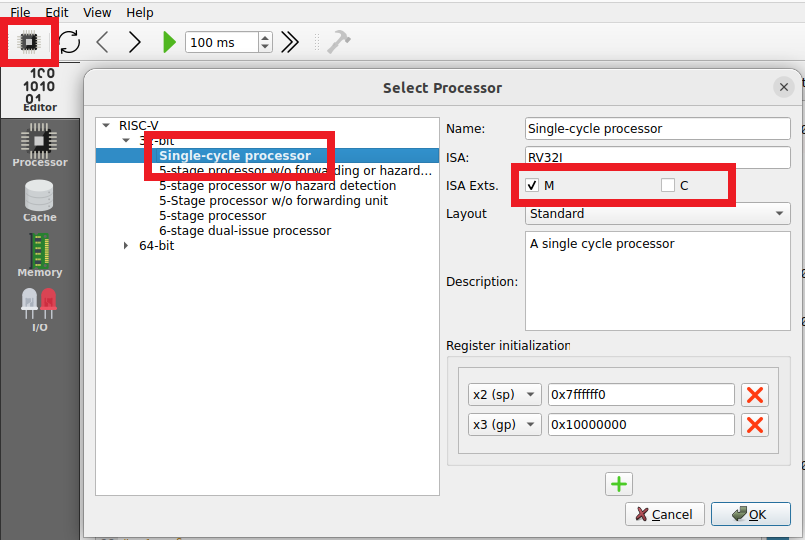 File Edit View Help
100 ms
100
1010
01
Editor
Processor
Cache
Memory
I/O
Select Processor
RISC-V
32-bit
Single-cycle processor
5-stage processor w/o forwarding or hazard...
5-stage processor w/o hazard detection
5-Stage processor w/o forwarding unit
5-stage processor
6-stage dual-issue processor
64-bit
Name: Single-cycle processor
ISA: RV32I
ISA Exts. M C
Layout Standard
Description: A single cycle processor
Register initialization
x2 (sp) 0x7ffffff0
x3 (gp) 0x10000000
Cancel OK